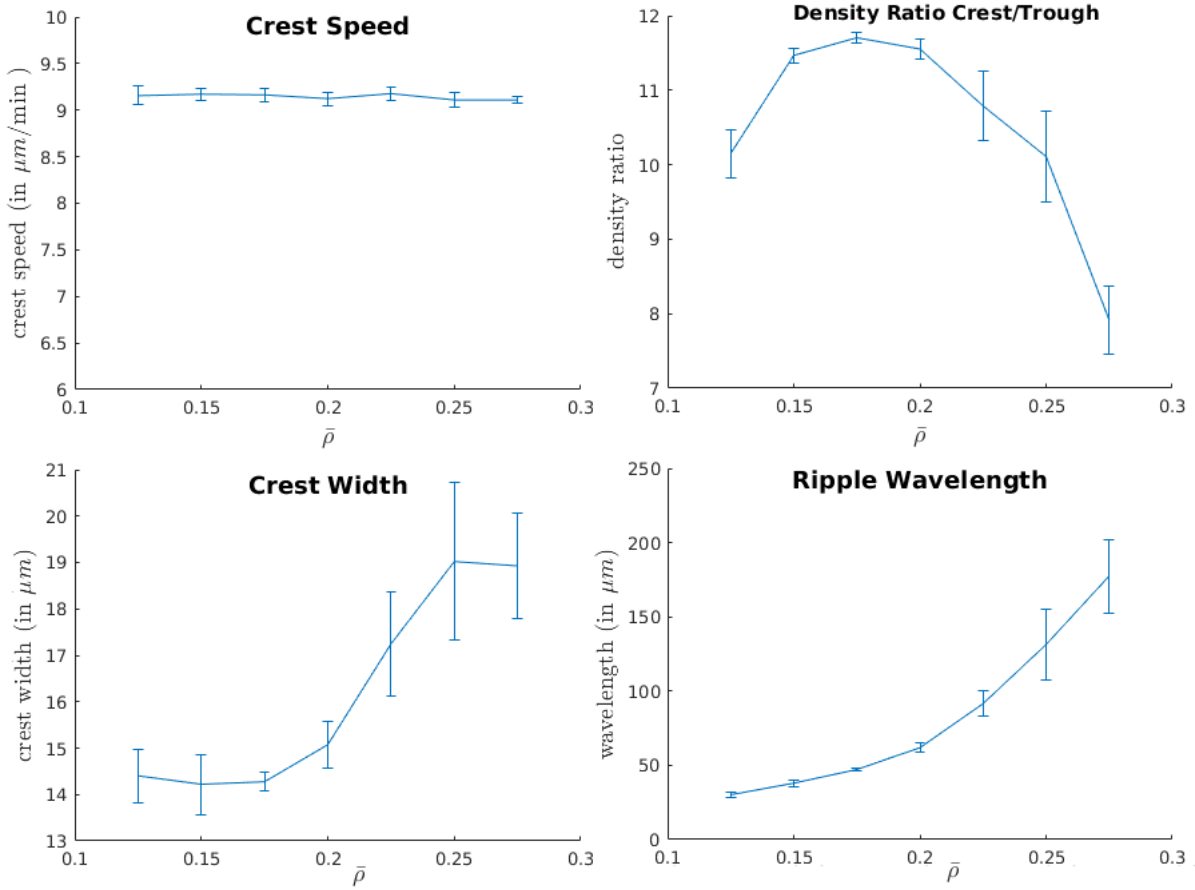 Crest Speed
crest speed (in μm/min )
10
9.5
9
8.5
8
7.5
7
6.5
6
0.1 0.15 0.2 0.25 0.3
ρ̄
Density Ratio Crest/Trough
density ratio
12
11
10
9
8
7
0.1 0.15 0.2 0.25 0.3
ρ̄
Crest Width
crest width (in μm)
21
20
19
18
17
16
15
14
13
0.1 0.15 0.2 0.25 0.3
ρ̄
Ripple Wavelength
wavelength (in μm)
250
200
150
100
50
0
0.1 0.15 0.2 0.25 0.3
ρ̄